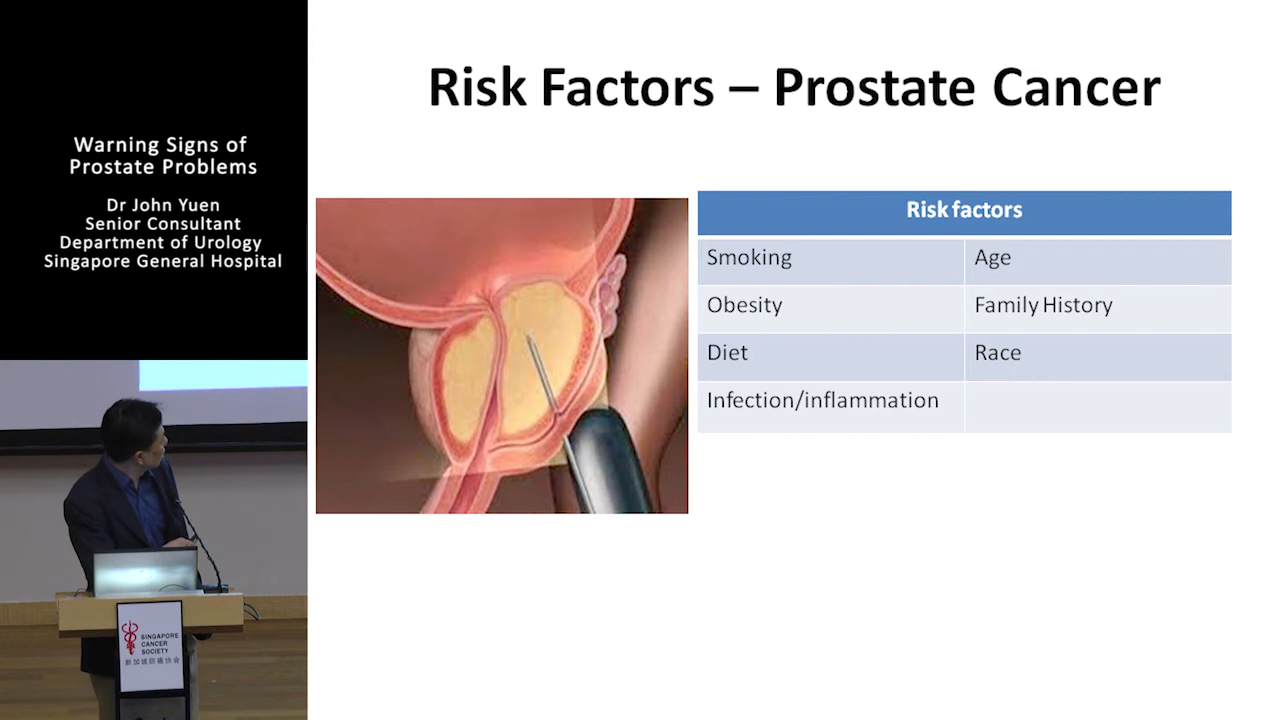 Warning Signs of
Prostate Problems
Dr John Yuen
Senior Consultant
Department of Urology
Singapore General Hospital
Risk Factors – Prostate Cancer
Risk factors
Smoking
Age
Obesity
Family History
Diet
Race
Infection/inflammation
SINGAPORE
CANCER
SOCIETY
新加坡防癌协会